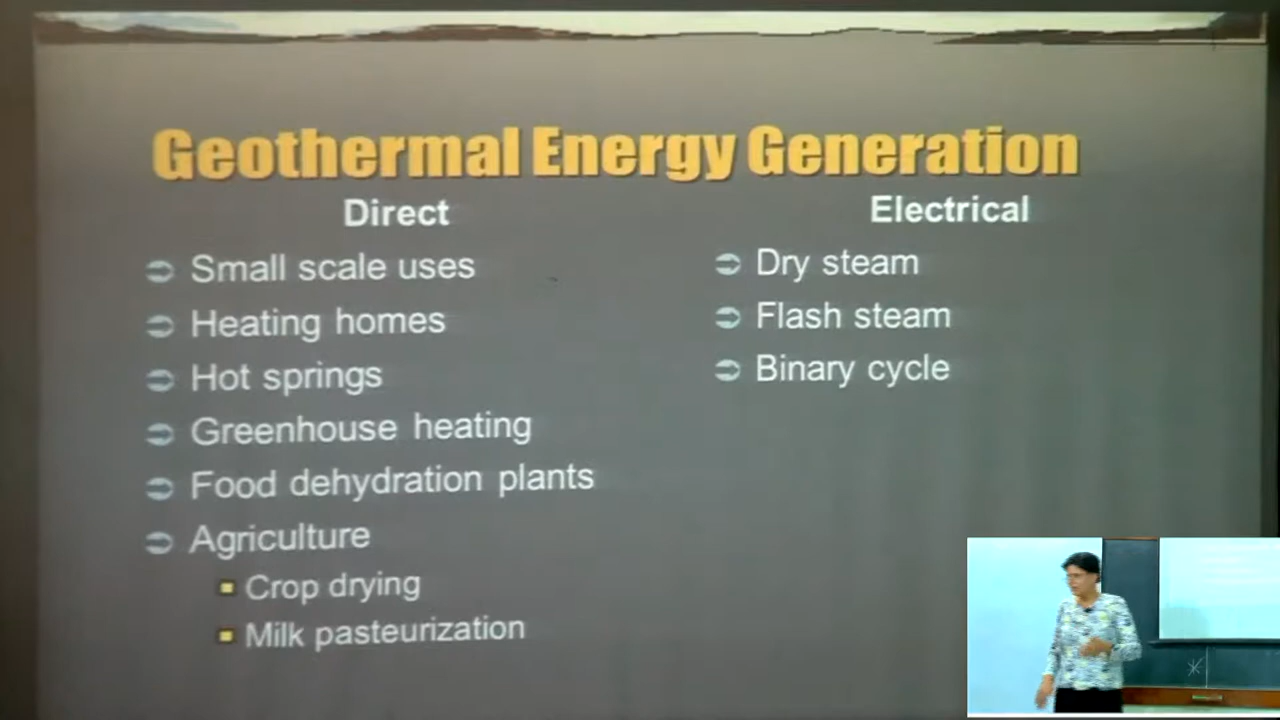 Geothermal Energy Generation
Direct
Small scale uses
Heating homes
Hot springs
Greenhouse heating
Food dehydration plants
Agriculture
Crop drying
Milk pasteurization
Electrical
Dry steam
Flash steam
Binary cycle